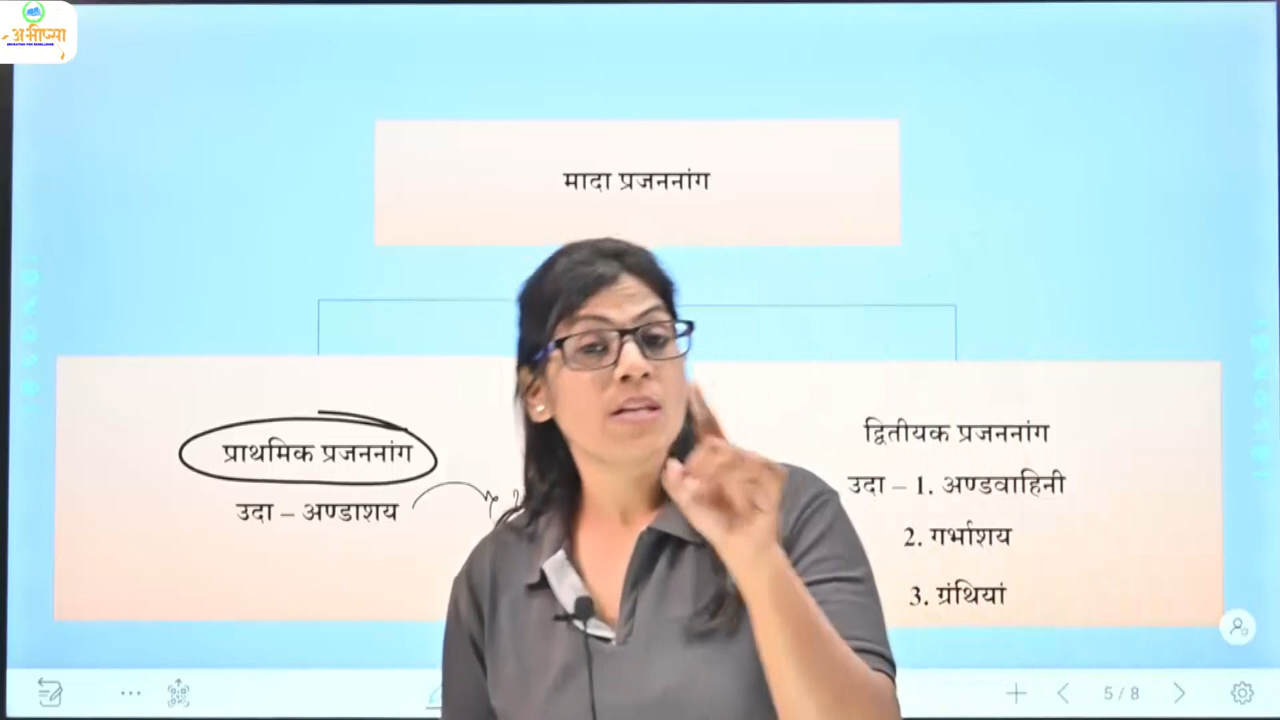 अभीप्सा
मादा प्रजननांग
प्राथमिक प्रजननांग
उदा – अण्डाशय
द्वितीयक प्रजननांग
उदा – 1. अण्डवाहिनी
2. गर्भाशय
3. ग्रंथियां
5 / 8